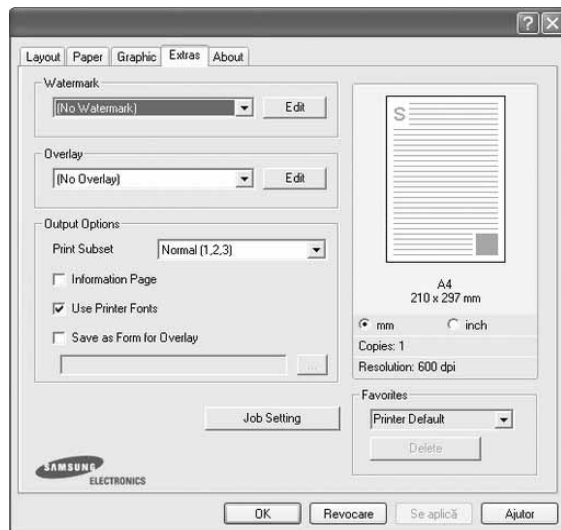 Layout Paper Graphic Extras About
Watermark
(No Watermark) Edit
Overlay
(No Overlay) Edit
Output Options
Print Subset Normal (1,2,3)
Information Page
Use Printer Fonts
Save as Form for Overlay
...
Job Setting
SAMSUNG
ELECTRONICS
S
A4
210 x 297 mm
mm inch
Copies: 1
Resolution: 600 dpi
Favorites
Printer Default
Delete
OK Revocare Se aplică Ajutor